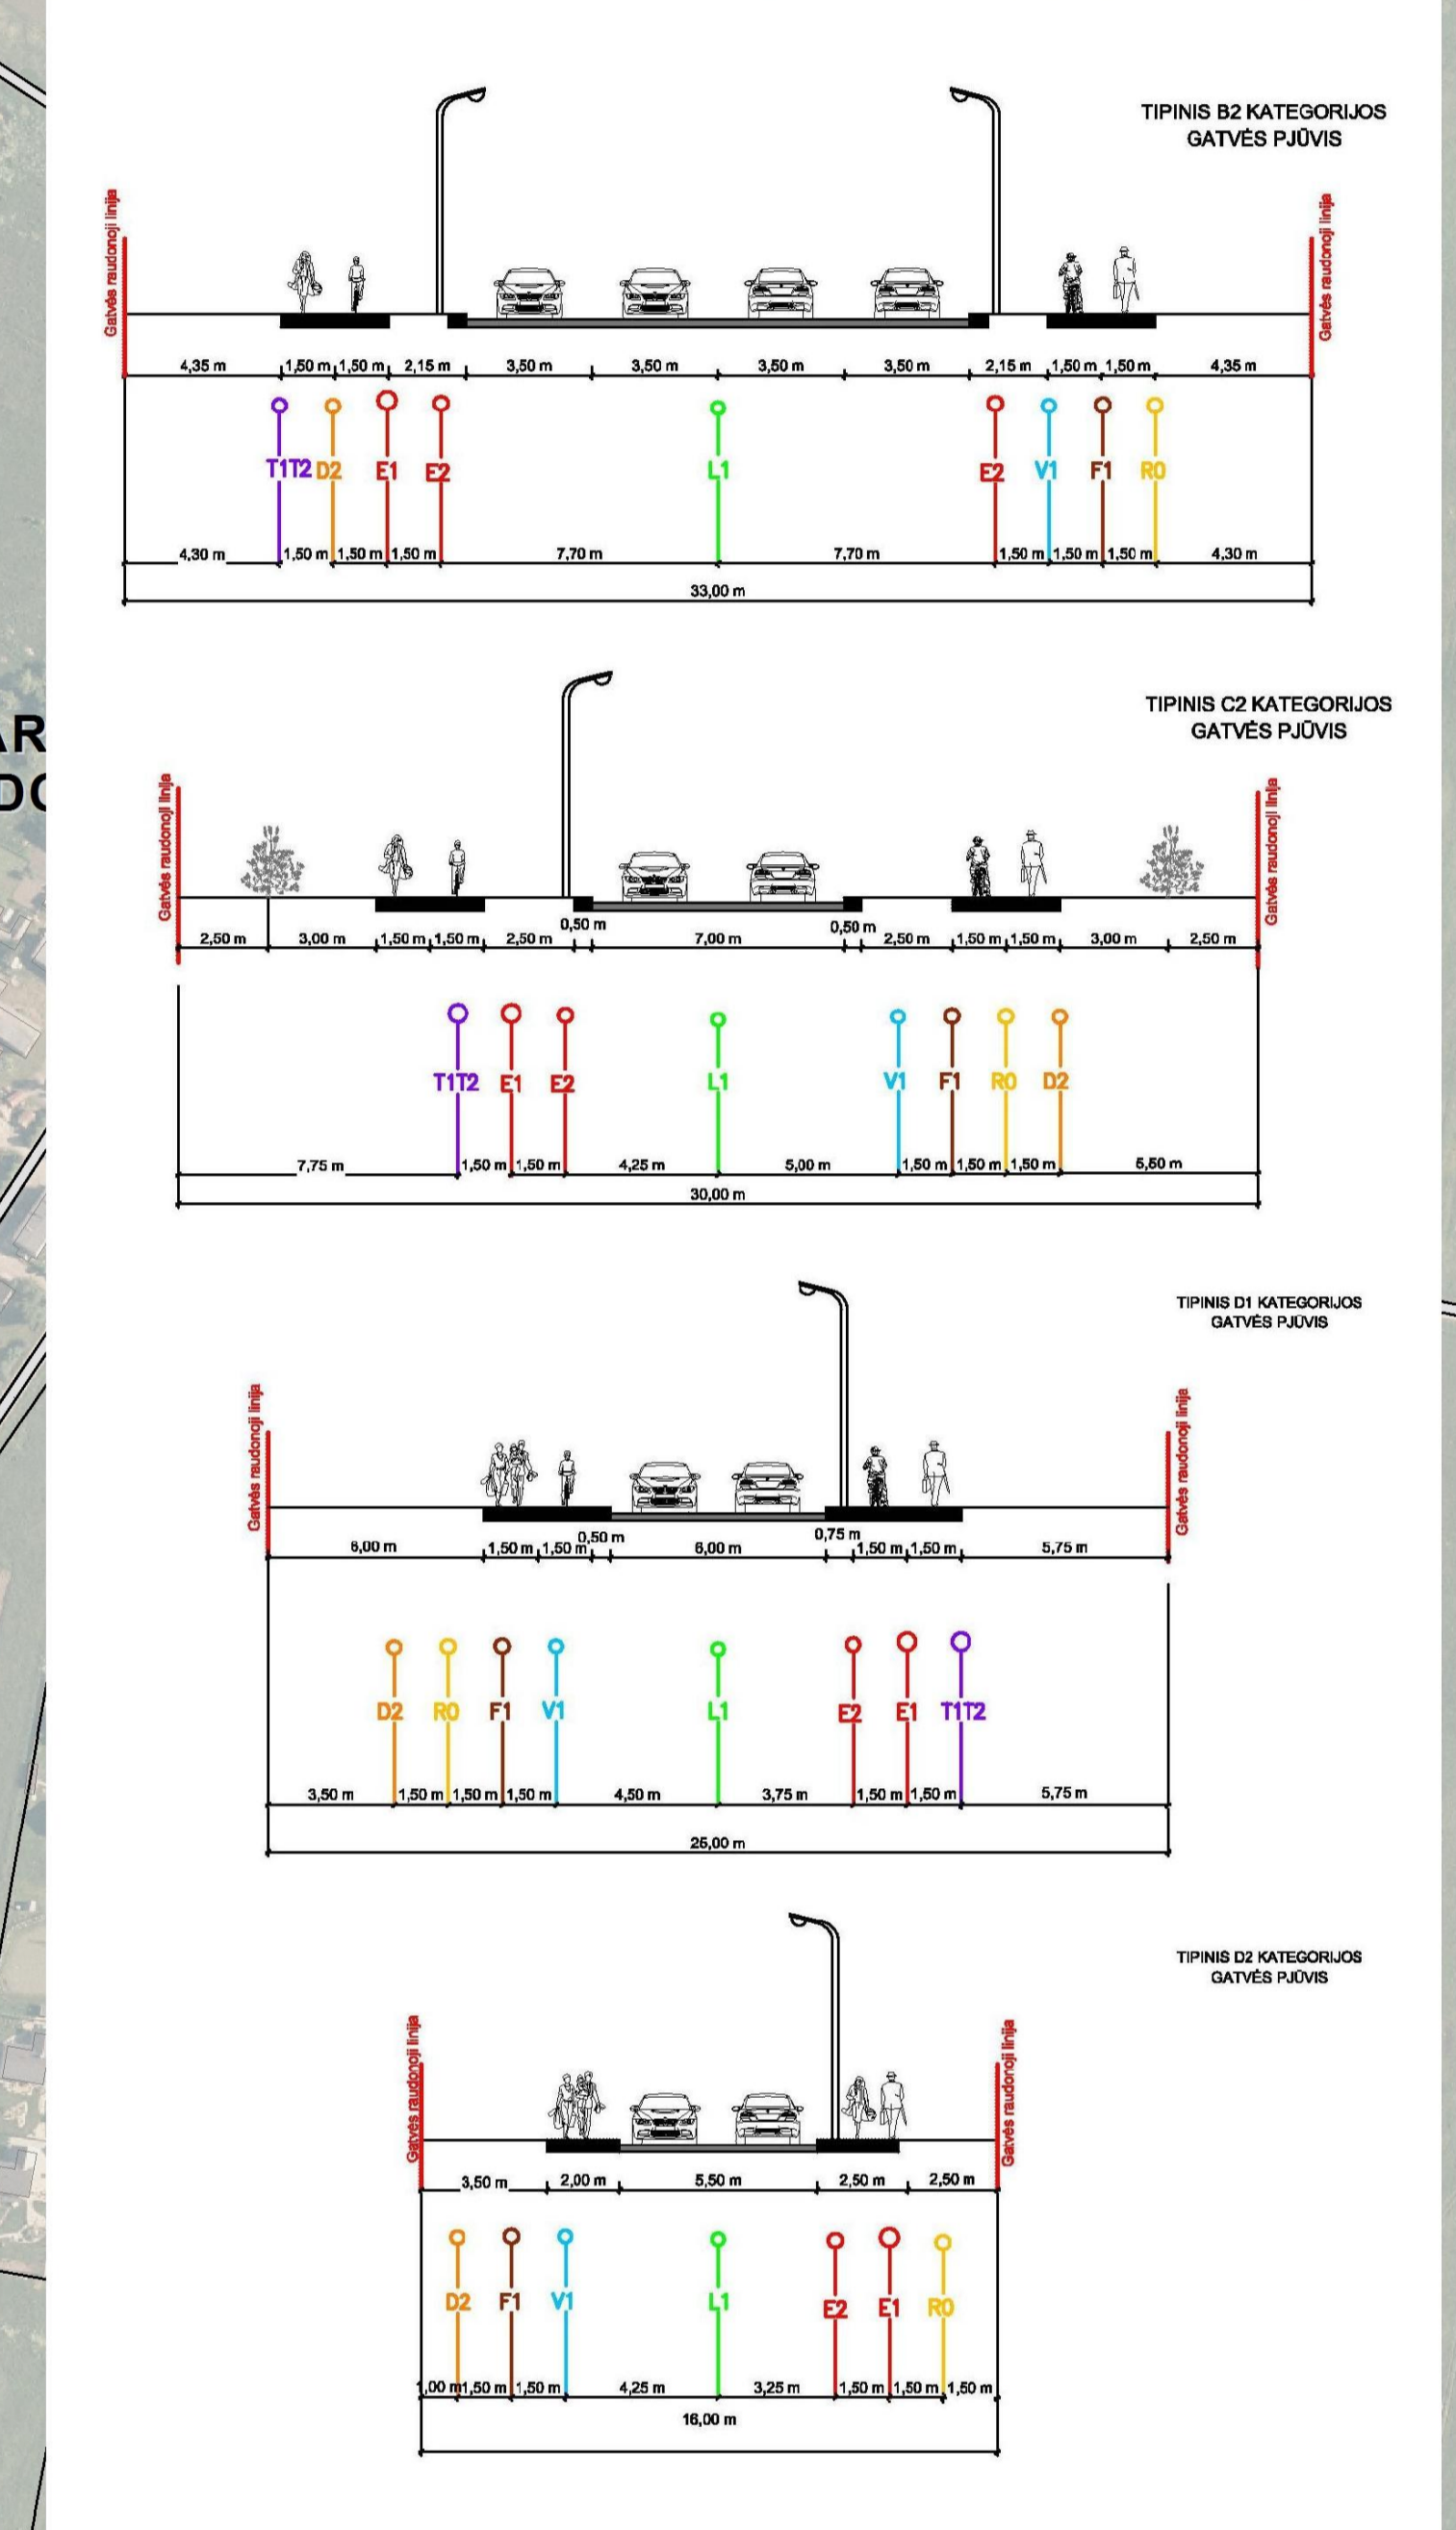 TIPINIS B2 KATEGORIJOS
GATVĖS PJŪVIS
Gatvės raudonoji linija
Gatvės raudonoji linija
4,35 m 1,50 m 1,50 m 2,15 m 3,50 m 3,50 m 3,50 m 3,50 m 2,15 m 1,50 m 1,50 m 4,35 m
T1T2 D2 E1 E2 L1 E2 V1 F1 R0
4,30 m 1,50 m 1,50 m 1,50 m 7,70 m 7,70 m 1,50 m 1,50 m 1,50 m 4,30 m
33,00 m
TIPINIS C2 KATEGORIJOS
GATVĖS PJŪVIS
AR
DO
Gatvės raudonoji linija
Gatvės raudonoji linija
0,50 m 0,50 m
2,50 m 3,00 m 1,50 m 1,50 m 2,50 m 7,00 m 2,50 m 1,50 m 1,50 m 3,00 m 2,50 m
T1T2 E1 E2 L1 V1 F1 R0 D2
7,75 m 1,50 m 1,50 m 4,25 m 5,00 m 1,50 m 1,50 m 1,50 m 5,50 m
30,00 m
TIPINIS D1 KATEGORIJOS
GATVĖS PJŪVIS
Gatvės raudonoji linija
Gatvės raudonoji linija
0,50 m 0,75 m
6,00 m 1,50 m 1,50 m 6,00 m 1,50 m 1,50 m 5,75 m
D2 R0 F1 V1 L1 E2 E1 T1T2
3,50 m 1,50 m 1,50 m 1,50 m 4,50 m 3,75 m 1,50 m 1,50 m 5,75 m
25,00 m
TIPINIS D2 KATEGORIJOS
GATVĖS PJŪVIS
Gatvės raudonoji linija
Gatvės raudonoji linija
3,50 m 2,00 m 5,50 m 2,50 m 2,50 m
D2 F1 V1 L1 E2 E1 R0
1,00 m 1,50 m 1,50 m 4,25 m 3,25 m 1,50 m 1,50 m 1,50 m
16,00 m